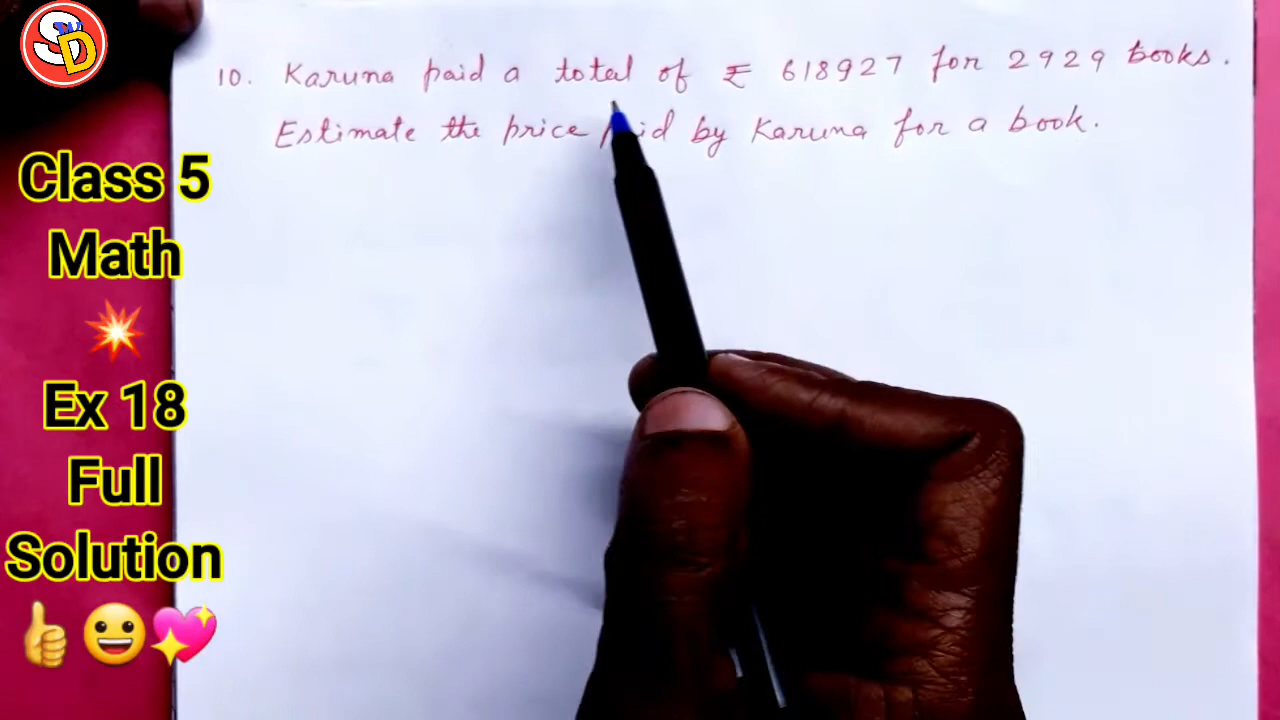 SD
10. Karuna paid a total of ₹ 618927 for 2929 books.
Estimate the price paid by Karuna for a book.
Class 5
Math
Ex 18
Full
Solution